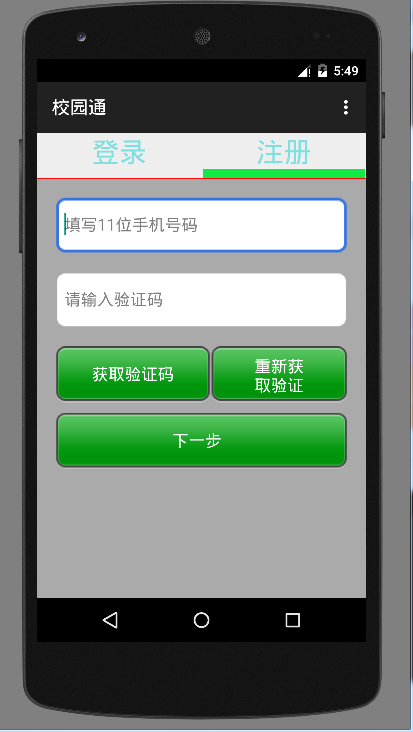 5:49
校园通
登录 注册
填写11位手机号码
请输入验证码
获取验证码
重新获
取验证
下一步